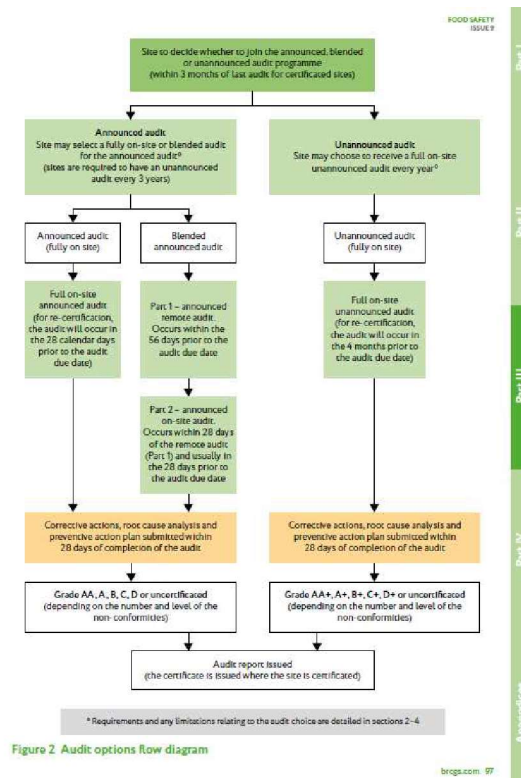 FOOD SAFETY
ISSUE 9
Site to decide whether to join the announced, blended
or unannounced audit programme
(within 3 months of last audit for certificated sites)
Announced audit
Site may select a fully on-site or blended audit
for the announced audit⁰
(sites are required to have an unannounced
audit every 3 years)
Unannounced audit
Site may choose to receive a full on-site
unannounced audit every year⁰
Announced audit
(fully on site)
Blended
announced audit
Unannounced audit
(fully on site)
Full on-site
announced audit
(for re-certification,
the audit will occur in
the 28 calendar days
prior to the audit
due date)
Part 1 – announced
remote audit.
Occurs within the
56 days prior to the
audit due date
Full on-site
unannounced audit
(for re-certification,
the audit will occur in
the 4 months prior to
the audit due date)
Part 2 – announced
on-site audit.
Occurs within 28 days
of the remote audit
(Part 1) and usually in
the 28 days prior to
the audit due date
Corrective actions, root cause analysis and
preventive action plan submitted within
28 days of completion of the audit
Corrective actions, root cause analysis and
preventive action plan submitted within
28 days of completion of the audit
Grade AA, A, B, C, D or uncertificated
(depending on the number and level of the
non-conformities)
Grade AA+, A+, B+, C+, D+ or uncertificated
(depending on the number and level of the
non-conformities)
Audit report issued
(the certificate is issued where the site is certificated)
⁰ Requirements and any limitations relating to the audit choice are detailed in sections 2–4
Figure 2 Audit options flow diagram
brcgs.com 97
Part II
Part III
Part IV